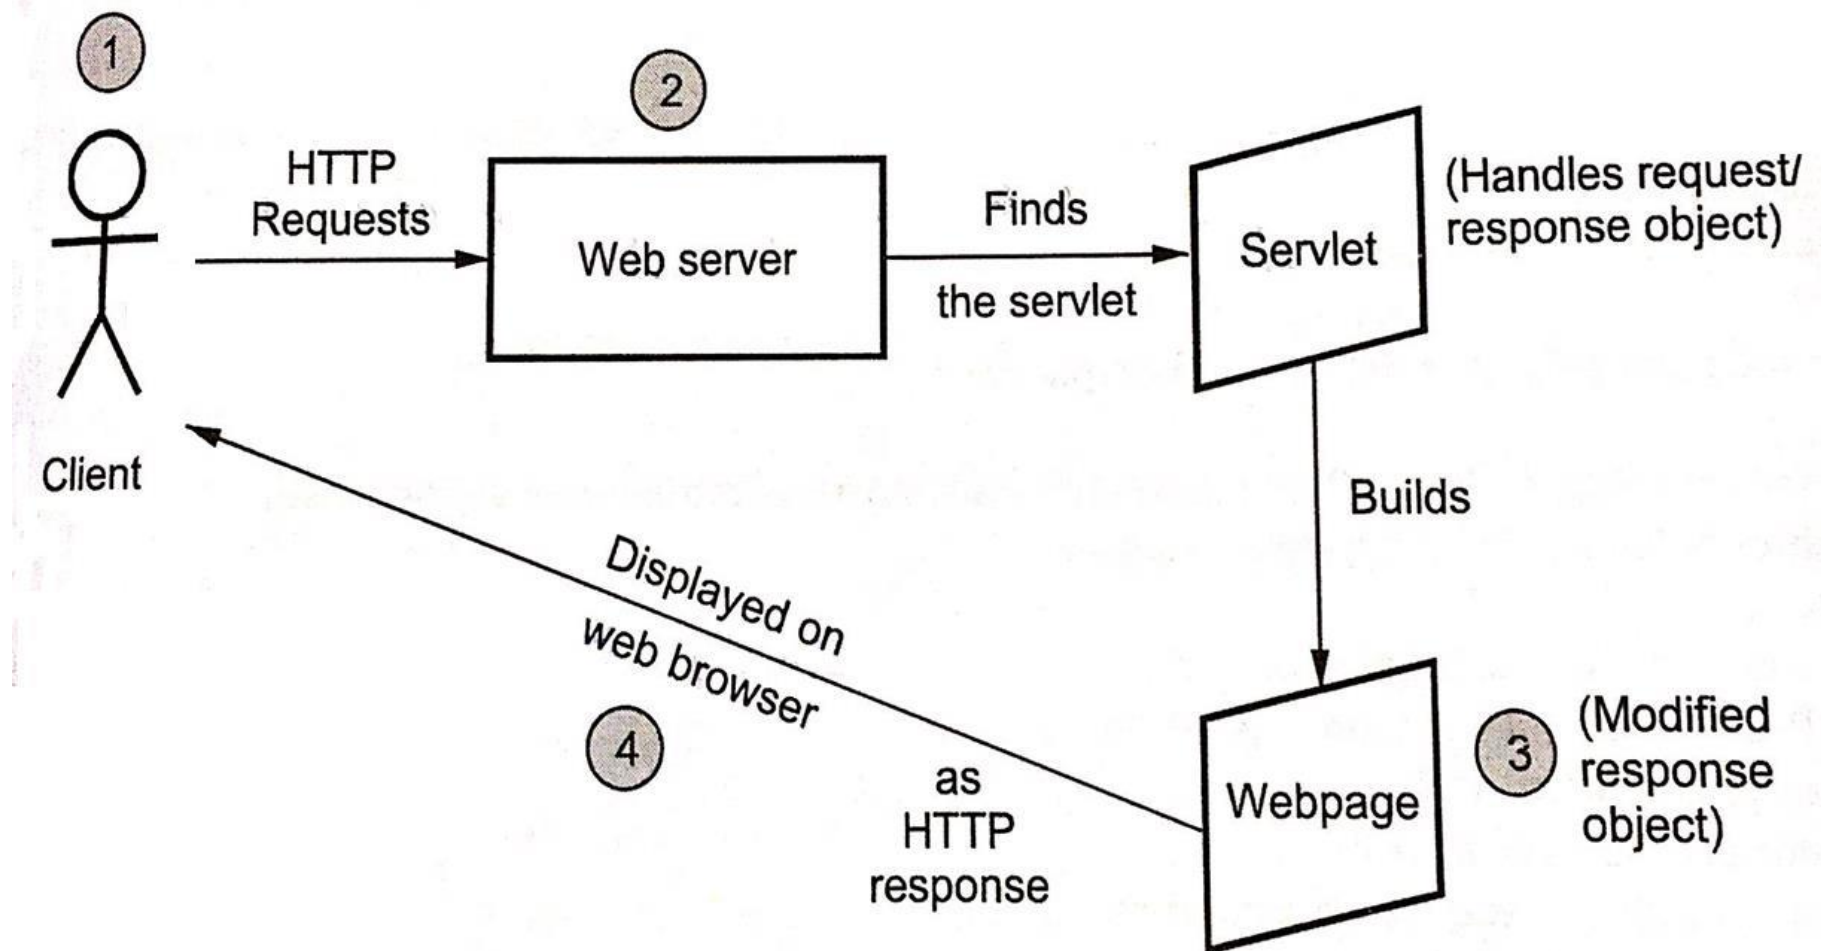 1
2
HTTP
Requests
Web server
Finds
the servlet
Servlet
(Handles request/
response object)
Client
Builds
Displayed on
web browser
4
as
HTTP
response
Webpage
3
(Modified
response
object)